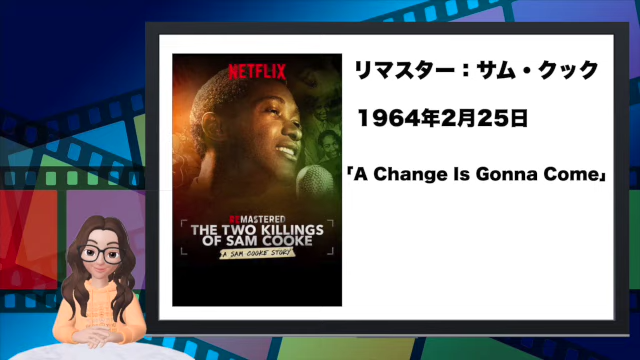 リマスター：サム・クック
1964年2月25日
「A Change Is Gonna Come」
NETFLIX
REMASTERED
THE TWO KILLINGS
OF SAM COOKE
A SAM COOKE STORY